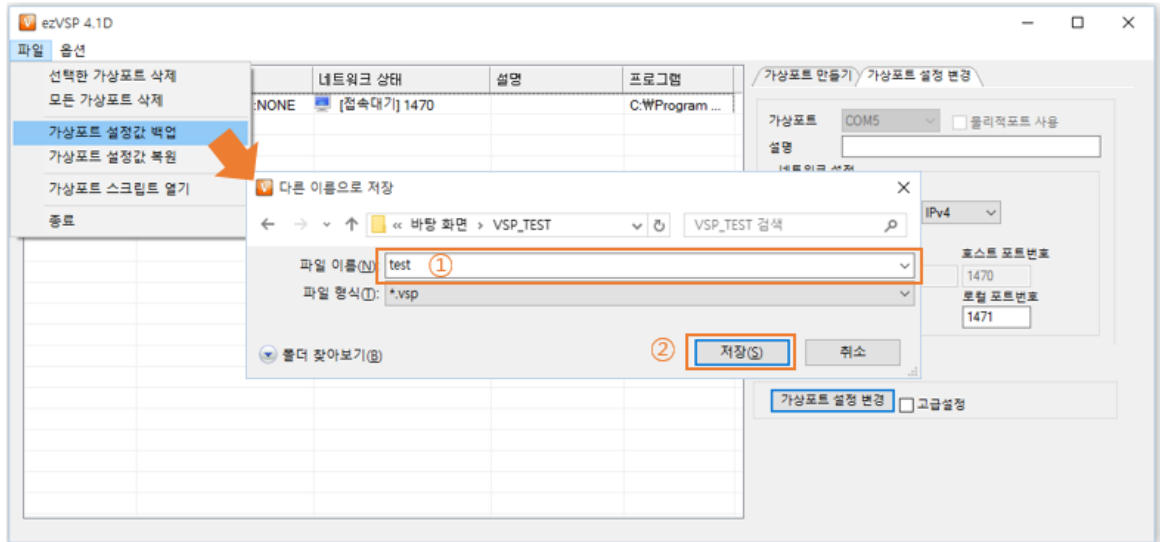 ezVSP 4.1D
파일 옵션
선택한 가상포트 삭제
모든 가상포트 삭제
가상포트 설정값 백업
가상포트 설정값 복원
가상포트 스크립트 열기
종료
네트워크 상태 설명 프로그램
:NONE [접속대기] 1470 C:₩Program ...
가상포트 만들기 가상포트 설정 변경
가상포트 COM5 물리적포트 사용
설명
네트워크 설정
IPv4
호스트 포트번호
1470
로컬 포트번호
1471
가상포트 설정 변경 고급설정
다른 이름으로 저장
« 바탕 화면 › VSP_TEST VSP_TEST 검색
파일 이름(N): test ①
파일 형식(T): *.vsp
폴더 찾아보기(B) ② 저장(S) 취소